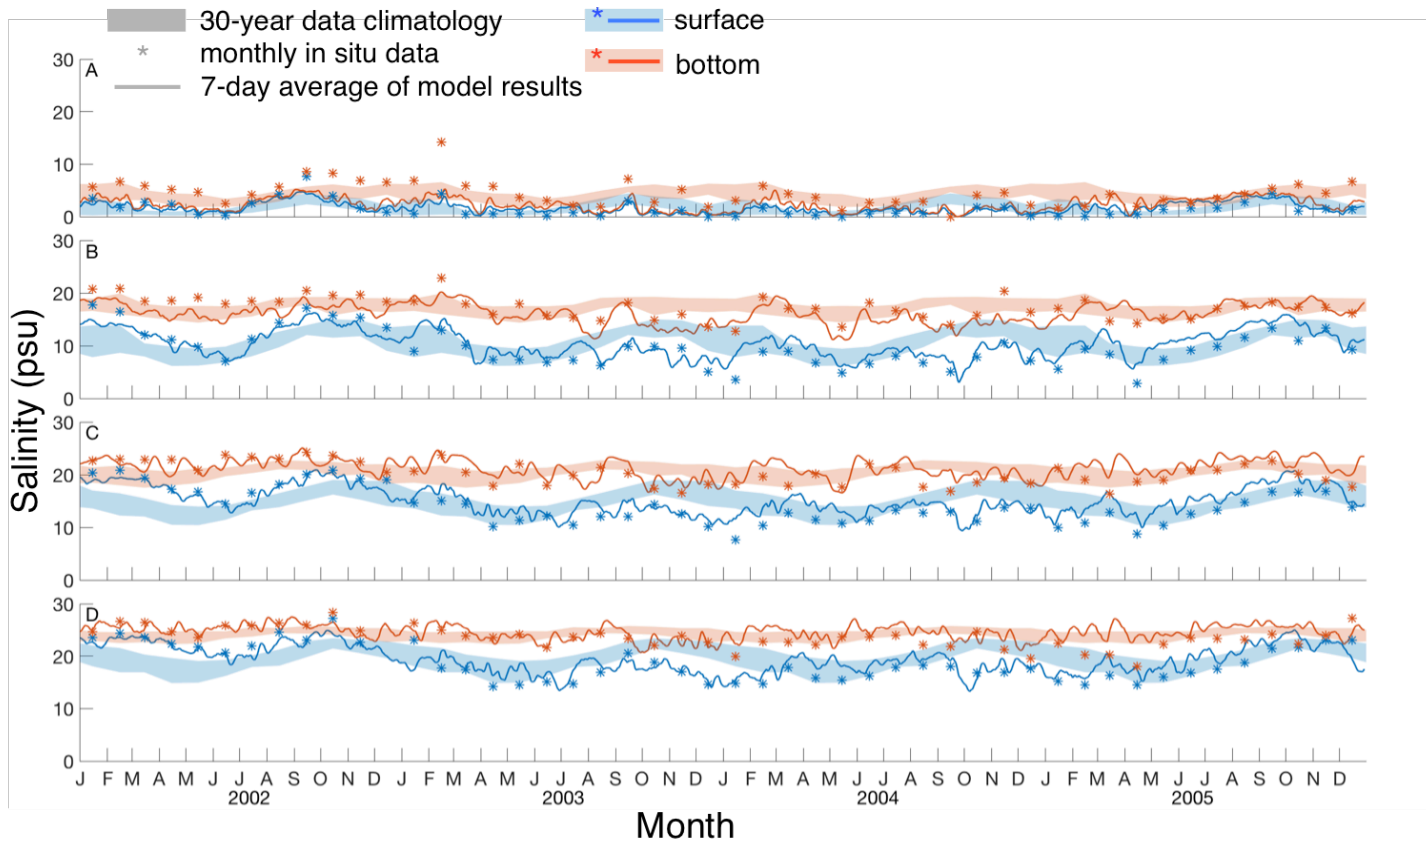 30-year data climatology
* monthly in situ data
7-day average of model results
* surface
* bottom
Salinity (psu)
A
30
20
10
0
B
30
20
10
0
C
30
20
10
0
D
30
20
10
0
J F M A M J J A S O N D J F M A M J J A S O N D J F M A M J J A S O N D J F M A M J J A S O N D
2002 2003 2004 2005
Month